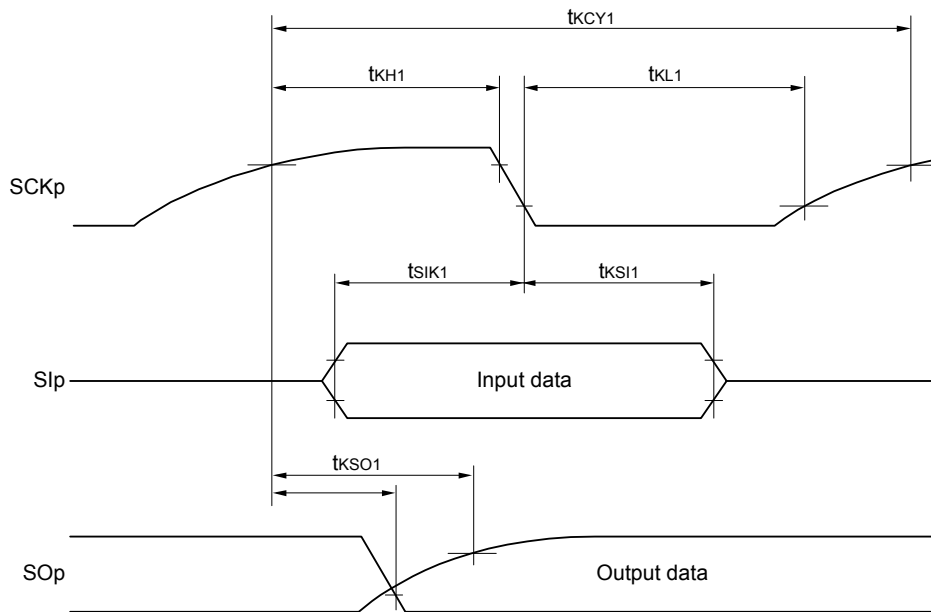 tKCY1
tKH1
tKL1
SCKp
tSIK1
tKSI1
SIp
Input data
tKSO1
SOp
Output data